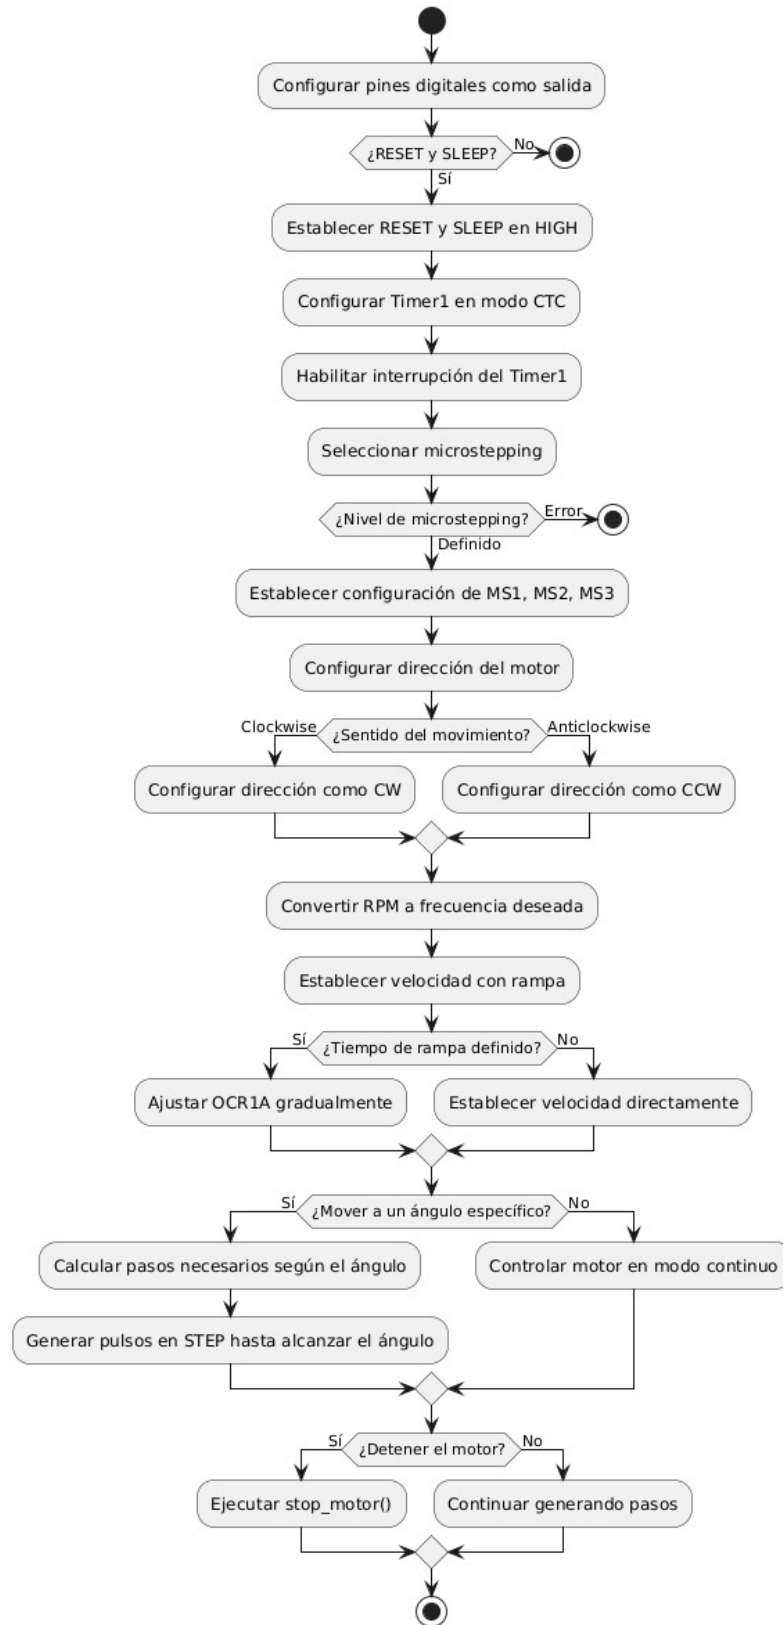 Configurar pines digitales como salida
¿RESET y SLEEP?
No
Sí
Establecer RESET y SLEEP en HIGH
Configurar Timer1 en modo CTC
Habilitar interrupción del Timer1
Seleccionar microstepping
¿Nivel de microstepping?
Error
Definido
Establecer configuración de MS1, MS2, MS3
Configurar dirección del motor
Clockwise
¿Sentido del movimiento?
Anticlockwise
Configurar dirección como CW
Configurar dirección como CCW
Convertir RPM a frecuencia deseada
Establecer velocidad con rampa
Sí
¿Tiempo de rampa definido?
No
Ajustar OCR1A gradualmente
Establecer velocidad directamente
Sí
¿Mover a un ángulo específico?
No
Calcular pasos necesarios según el ángulo
Controlar motor en modo continuo
Generar pulsos en STEP hasta alcanzar el ángulo
Sí
¿Detener el motor?
No
Ejecutar stop_motor()
Continuar generando pasos